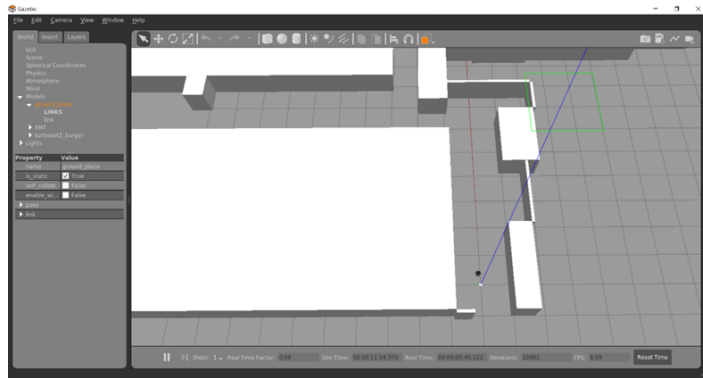 Gazebo
File Edit Camera View Window Help
World Insert Layers
GUI
Scene
Spherical Coordinates
Physics
Atmosphere
Wind
Models
ground_plane
LINKS
link
turtlebot3_burger
Lights
Property Value
name ground_plane
is_static True
self_collide False
enable_wi... False
pose
link
Steps: 1 Real Time Factor: Sim Time: Real Time: Iterations: FPS: Reset Time